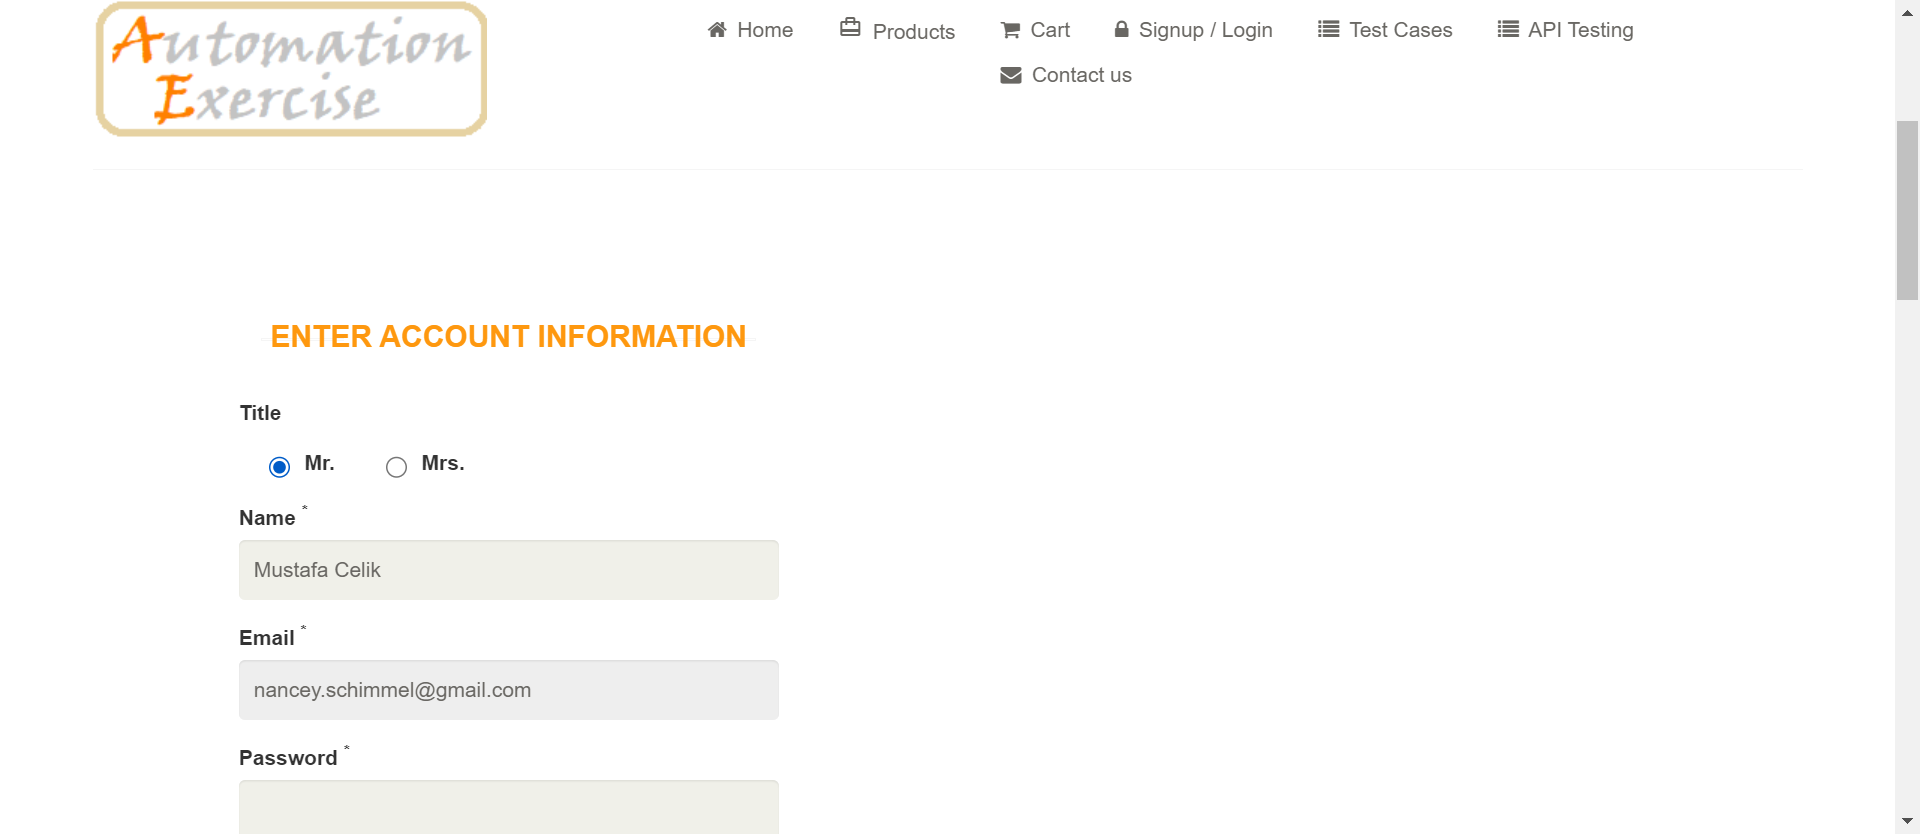 Automation
Exercise
Home Products Cart Signup / Login Test Cases API Testing
Contact us
ENTER ACCOUNT INFORMATION
Title
Mr. Mrs.
Name *
Mustafa Celik
Email *
nancey.schimmel@gmail.com
Password *